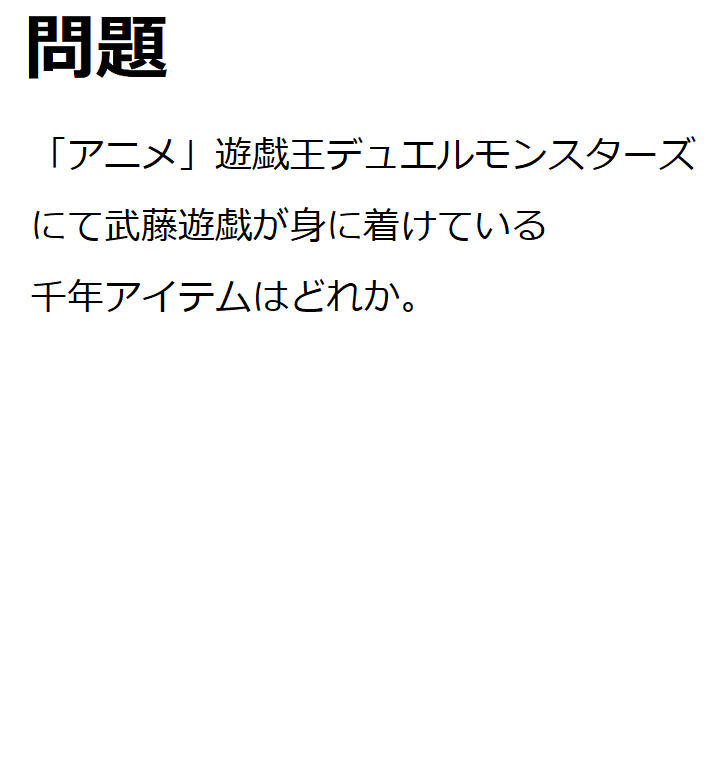 問題
「アニメ」遊戯王デュエルモンスターズ
にて武藤遊戯が身に着けている
千年アイテムはどれか。